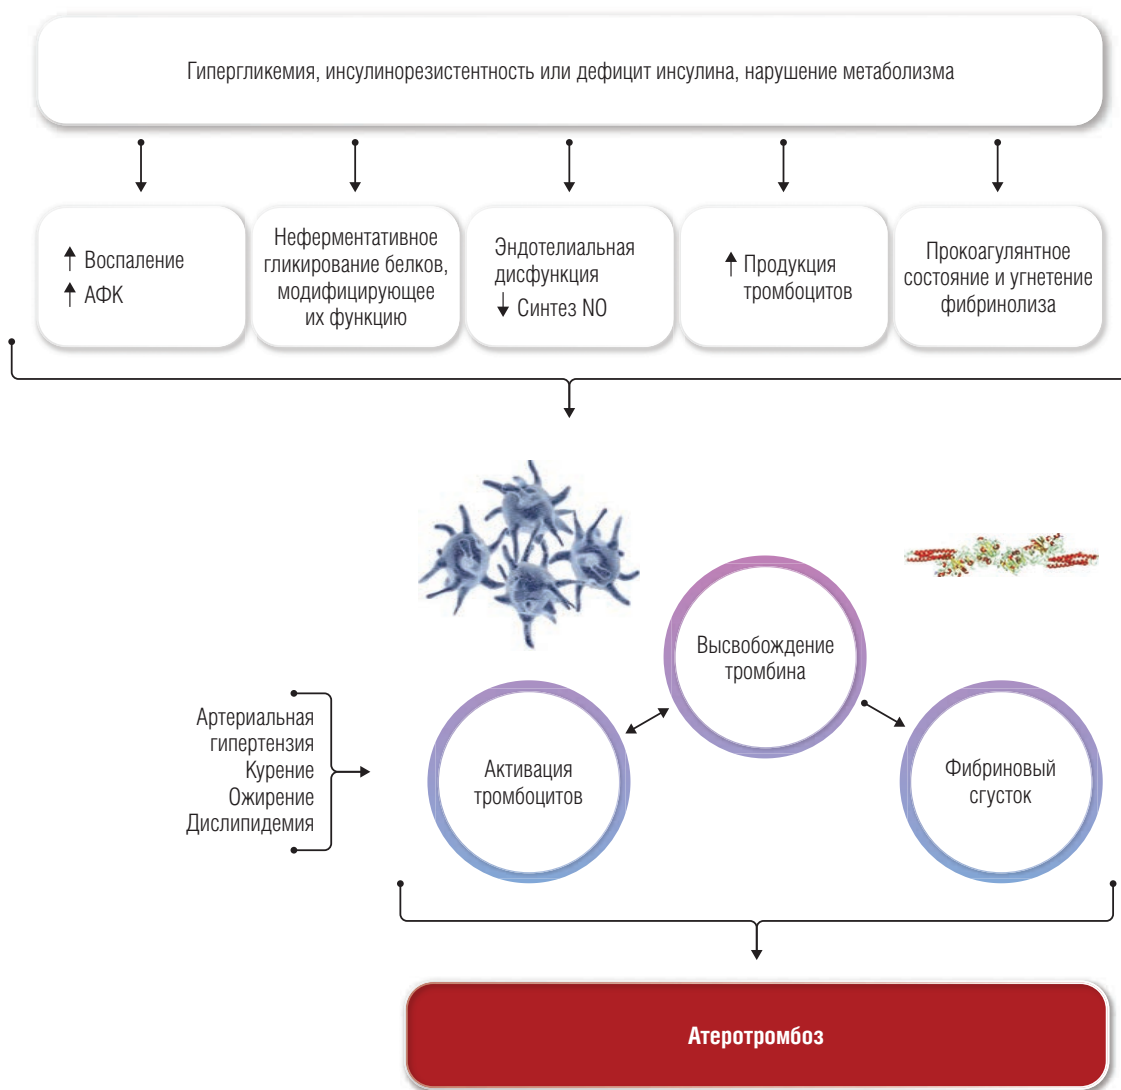 Гипергликемия, инсулинорезистентность или дефицит инсулина, нарушение метаболизма
↑ Воспаление
↑ АФК
Неферментативное
гликирование белков,
модифицирующее
их функцию
Эндотелиальная
дисфункция
↓ Синтез NO
↑ Продукция
тромбоцитов
Прокоагулянтное
состояние и угнетение
фибринолиза
Высвобождение
тромбина
Артериальная
гипертензия
Курение
Ожирение
Дислипидемия
Активация
тромбоцитов
Фибриновый
сгусток
Атеротромбоз